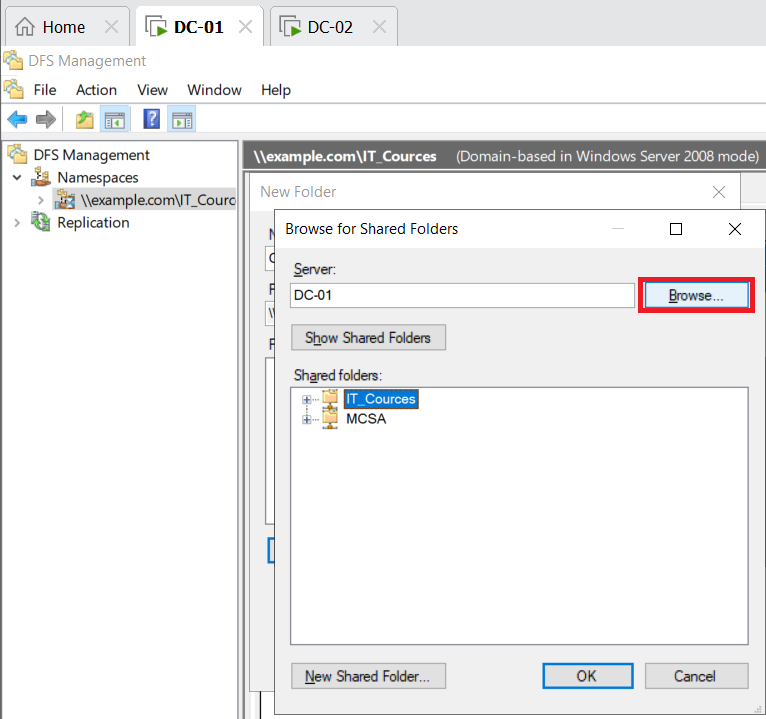 Home DC-01 DC-02
DFS Management
File Action View Window Help
DFS Management
Namespaces
\\example.com\IT_Courc
Replication
\\example.com\IT_Cources (Domain-based in Windows Server 2008 mode)
New Folder
Browse for Shared Folders
Server:
DC-01
Browse...
Show Shared Folders
Shared folders:
IT_Cources
MCSA
New Shared Folder...
OK
Cancel